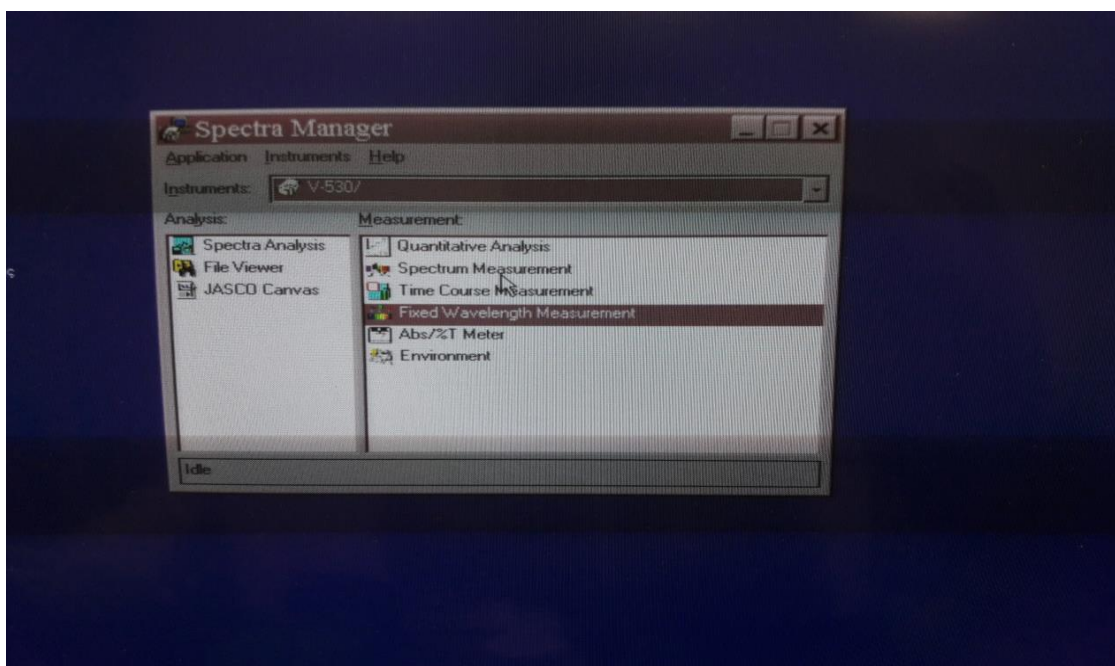 Spectra Manager
Application Instruments Help
Instruments: V-530/
Analysis:
Spectra Analysis
File Viewer
JASCO Canvas
Measurement:
Quantitative Analysis
Spectrum Measurement
Time Course Measurement
Fixed Wavelength Measurement
Abs/%T Meter
Environment
Idle
s